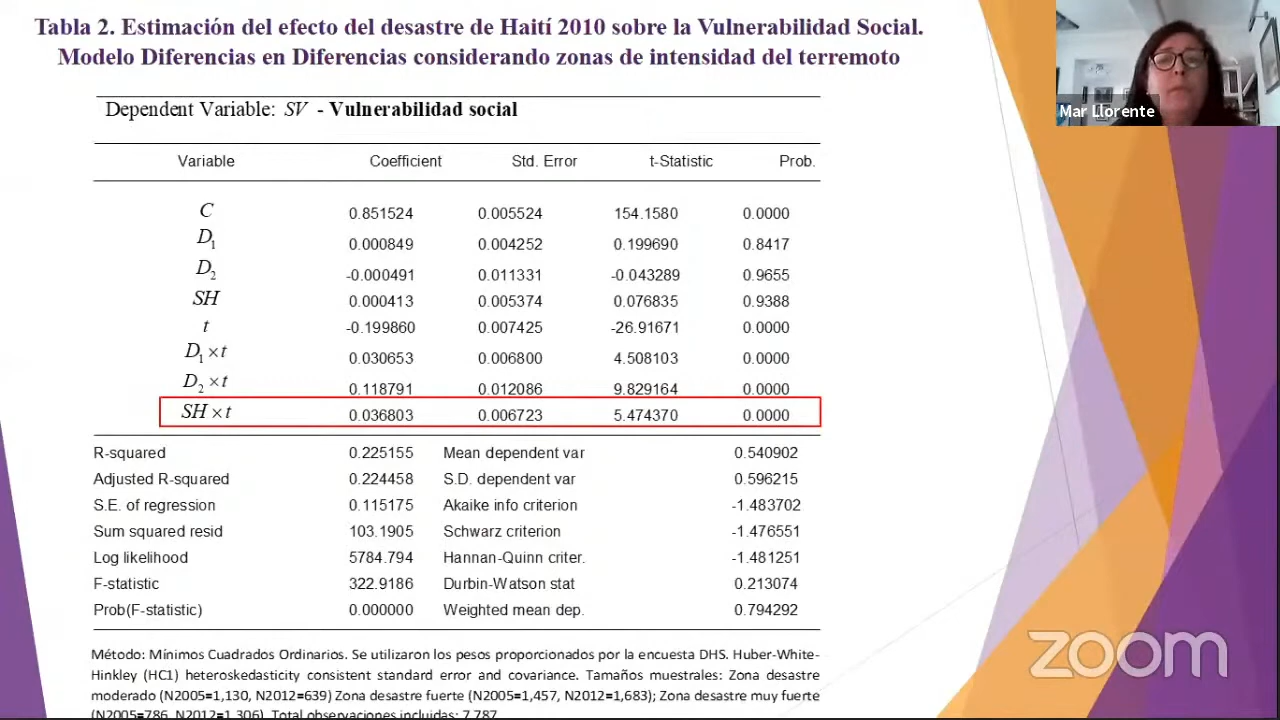 Tabla 2. Estimación del efecto del desastre de Haití 2010 sobre la Vulnerabilidad Social.
Modelo Diferencias en Diferencias considerando zonas de intensidad del terremoto
Mar Llorente
Dependent Variable: SV - Vulnerabilidad social
Variable Coefficient Std. Error t-Statistic Prob.
C 0.851524 0.005524 154.1580 0.0000
D₁ 0.000849 0.004252 0.199690 0.8417
D₂ -0.000491 0.011331 -0.043289 0.9655
SH 0.000413 0.005374 0.076835 0.9388
t -0.199860 0.007425 -26.91671 0.0000
D₁ × t 0.030653 0.006800 4.508103 0.0000
D₂ × t 0.118791 0.012086 9.829164 0.0000
SH × t 0.036803 0.006723 5.474370 0.0000
R-squared 0.225155 Mean dependent var 0.540902
Adjusted R-squared 0.224458 S.D. dependent var 0.596215
S.E. of regression 0.115175 Akaike info criterion -1.483702
Sum squared resid 103.1905 Schwarz criterion -1.476551
Log likelihood 5784.794 Hannan-Quinn criter. -1.481251
F-statistic 322.9186 Durbin-Watson stat 0.213074
Prob(F-statistic) 0.000000 Weighted mean dep. 0.794292
Método: Mínimos Cuadrados Ordinarios. Se utilizaron los pesos proporcionados por la encuesta DHS. Huber-White-
Hinkley (HC1) heteroskedasticity consistent standard error and covariance. Tamaños muestrales: Zona desastre
moderado (N2005=1,130, N2012=639) Zona desastre fuerte (N2005=1,457, N2012=1,683); Zona desastre muy fuerte
(N2005=786, N2012=1,306). Total observaciones incluidas: 7,787
zoom